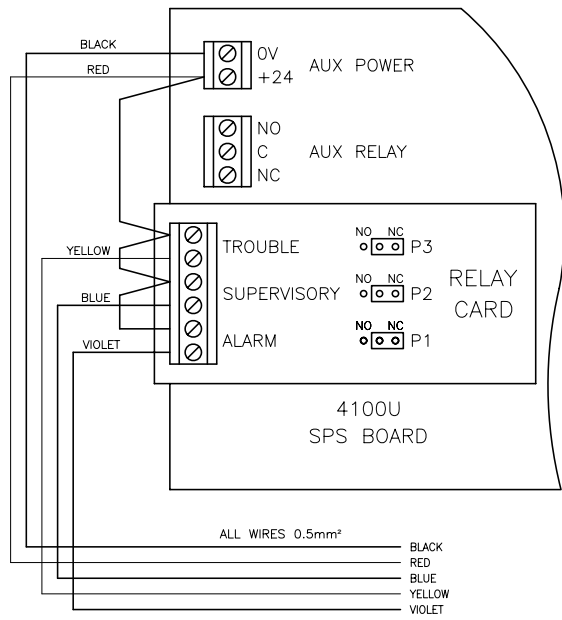 BLACK
0V
RED
+24
AUX POWER
NO
C
AUX RELAY
NC
YELLOW
TROUBLE
NO NC
P3
BLUE
SUPERVISORY
NO NC
P2
RELAY
CARD
VIOLET
ALARM
NO NC
P1
4100U
SPS BOARD
ALL WIRES 0.5mm²
BLACK
RED
BLUE
YELLOW
VIOLET